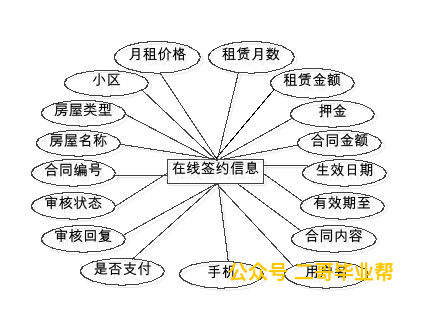 月租价格
租赁月数
小区
租赁金额
房屋类型
押金
房屋名称
合同金额
在线签约信息
合同编号
生效日期
审核状态
有效期至
审核回复
合同内容
是否支付
手机
公众号 二哥毕业帮